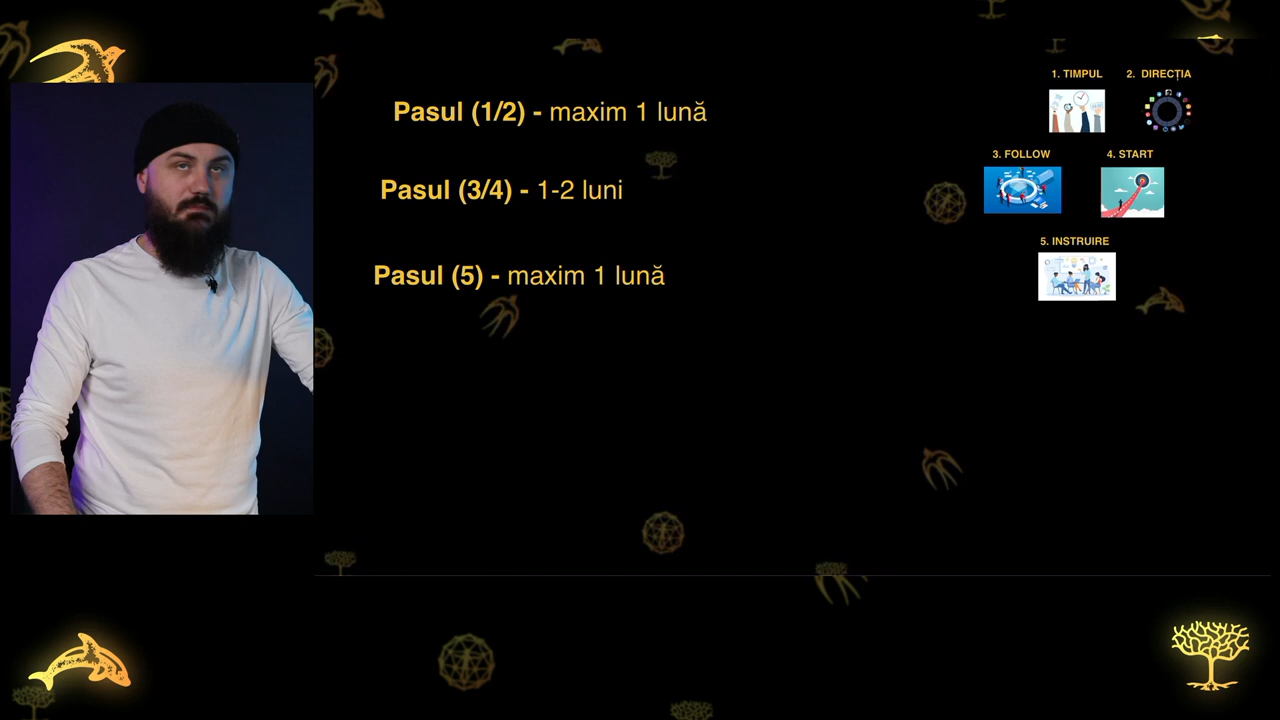 Pasul (1/2) - maxim 1 lună
Pasul (3/4) - 1-2 luni
Pasul (5) - maxim 1 lună
1. TIMPUL
2. DIRECȚIA
3. FOLLOW
4. START
5. INSTRUIRE